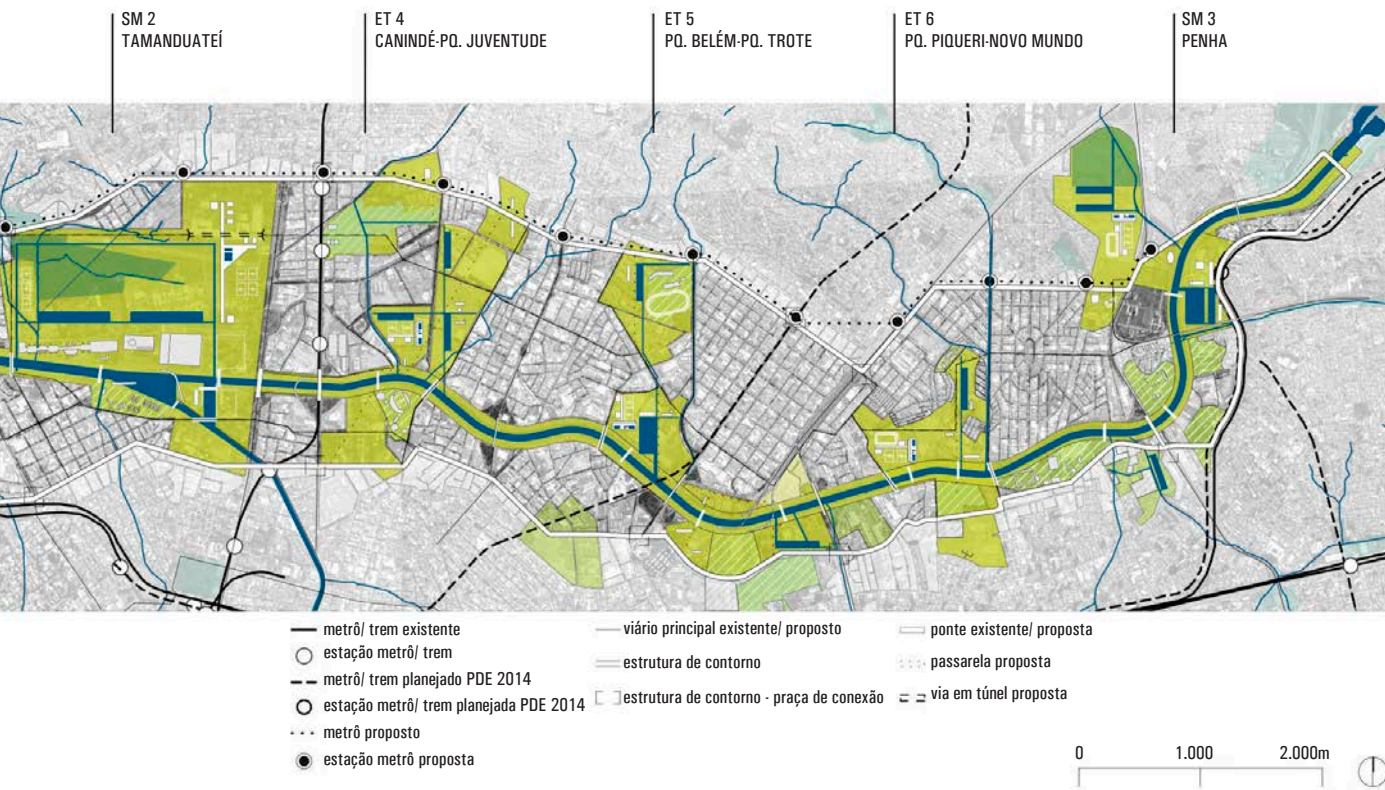 SM 2
TAMANDUATEÍ
ET 4
CANINDÉ-PQ. JUVENTUDE
ET 5
PQ. BELÉM-PQ. TROTE
ET 6
PQ. PIQUERI-NOVO MUNDO
SM 3
PENHA
metrô/ trem existente
estação metrô/ trem
metrô/ trem planejado PDE 2014
estação metrô/ trem planejada PDE 2014
metrô proposto
estação metrô proposta
viário principal existente/ proposto
estrutura de contorno
estrutura de contorno - praça de conexão
ponte existente/ proposta
passarela proposta
via em túnel proposta
0 1.000 2.000m